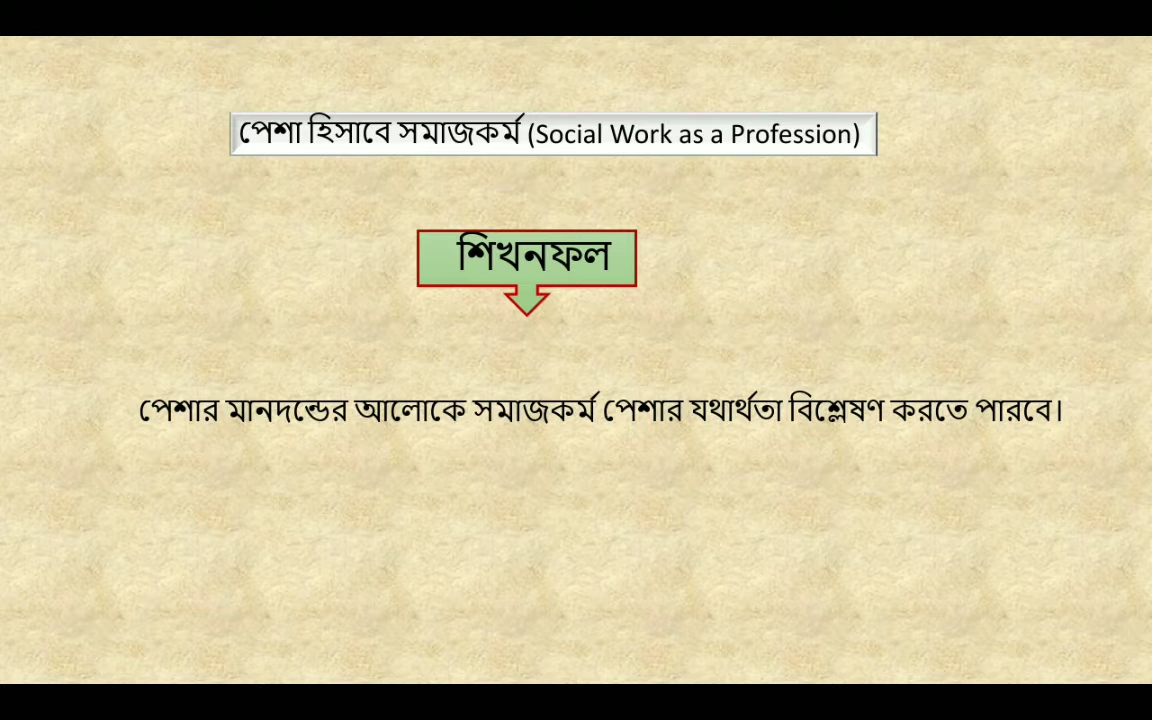 পেশা হিসাবে সমাজকর্ম (Social Work as a Profession)
শিখনফল
পেশার মানদন্ডের আলোকে সমাজকর্ম পেশার যথার্থতা বিশ্লেষণ করতে পারবে।